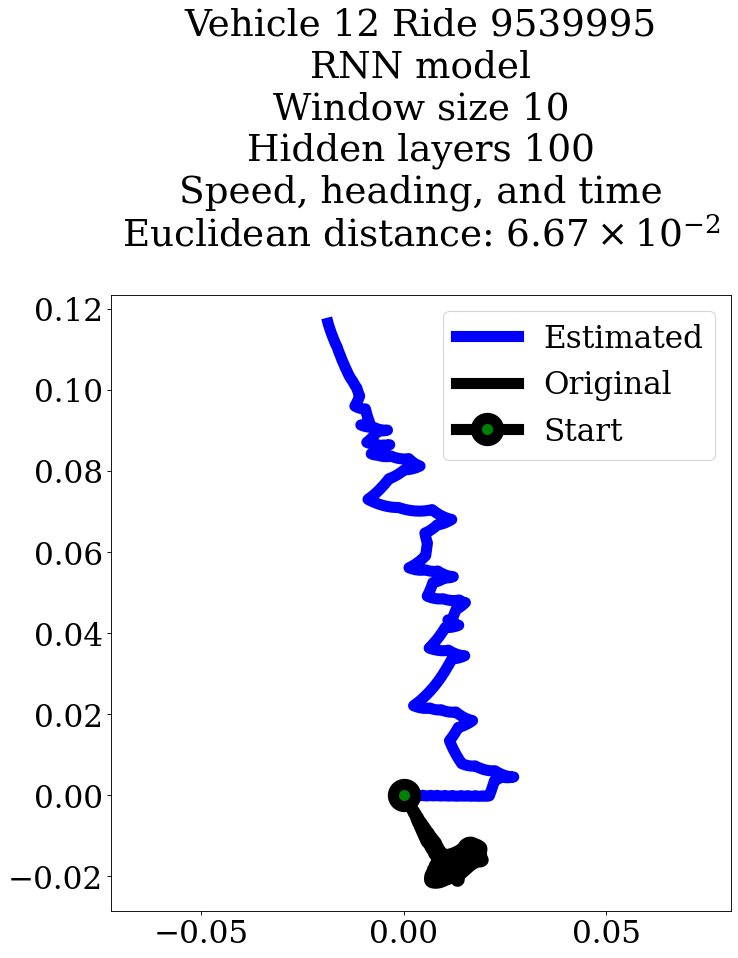 Vehicle 12 Ride 9539995
RNN model
Window size 10
Hidden layers 100
Speed, heading, and time
Euclidean distance: 6.67 × 10⁻²
0.12
0.10
0.08
0.06
0.04
0.02
0.00
−0.02
Estimated
Original
Start
−0.05 0.00 0.05